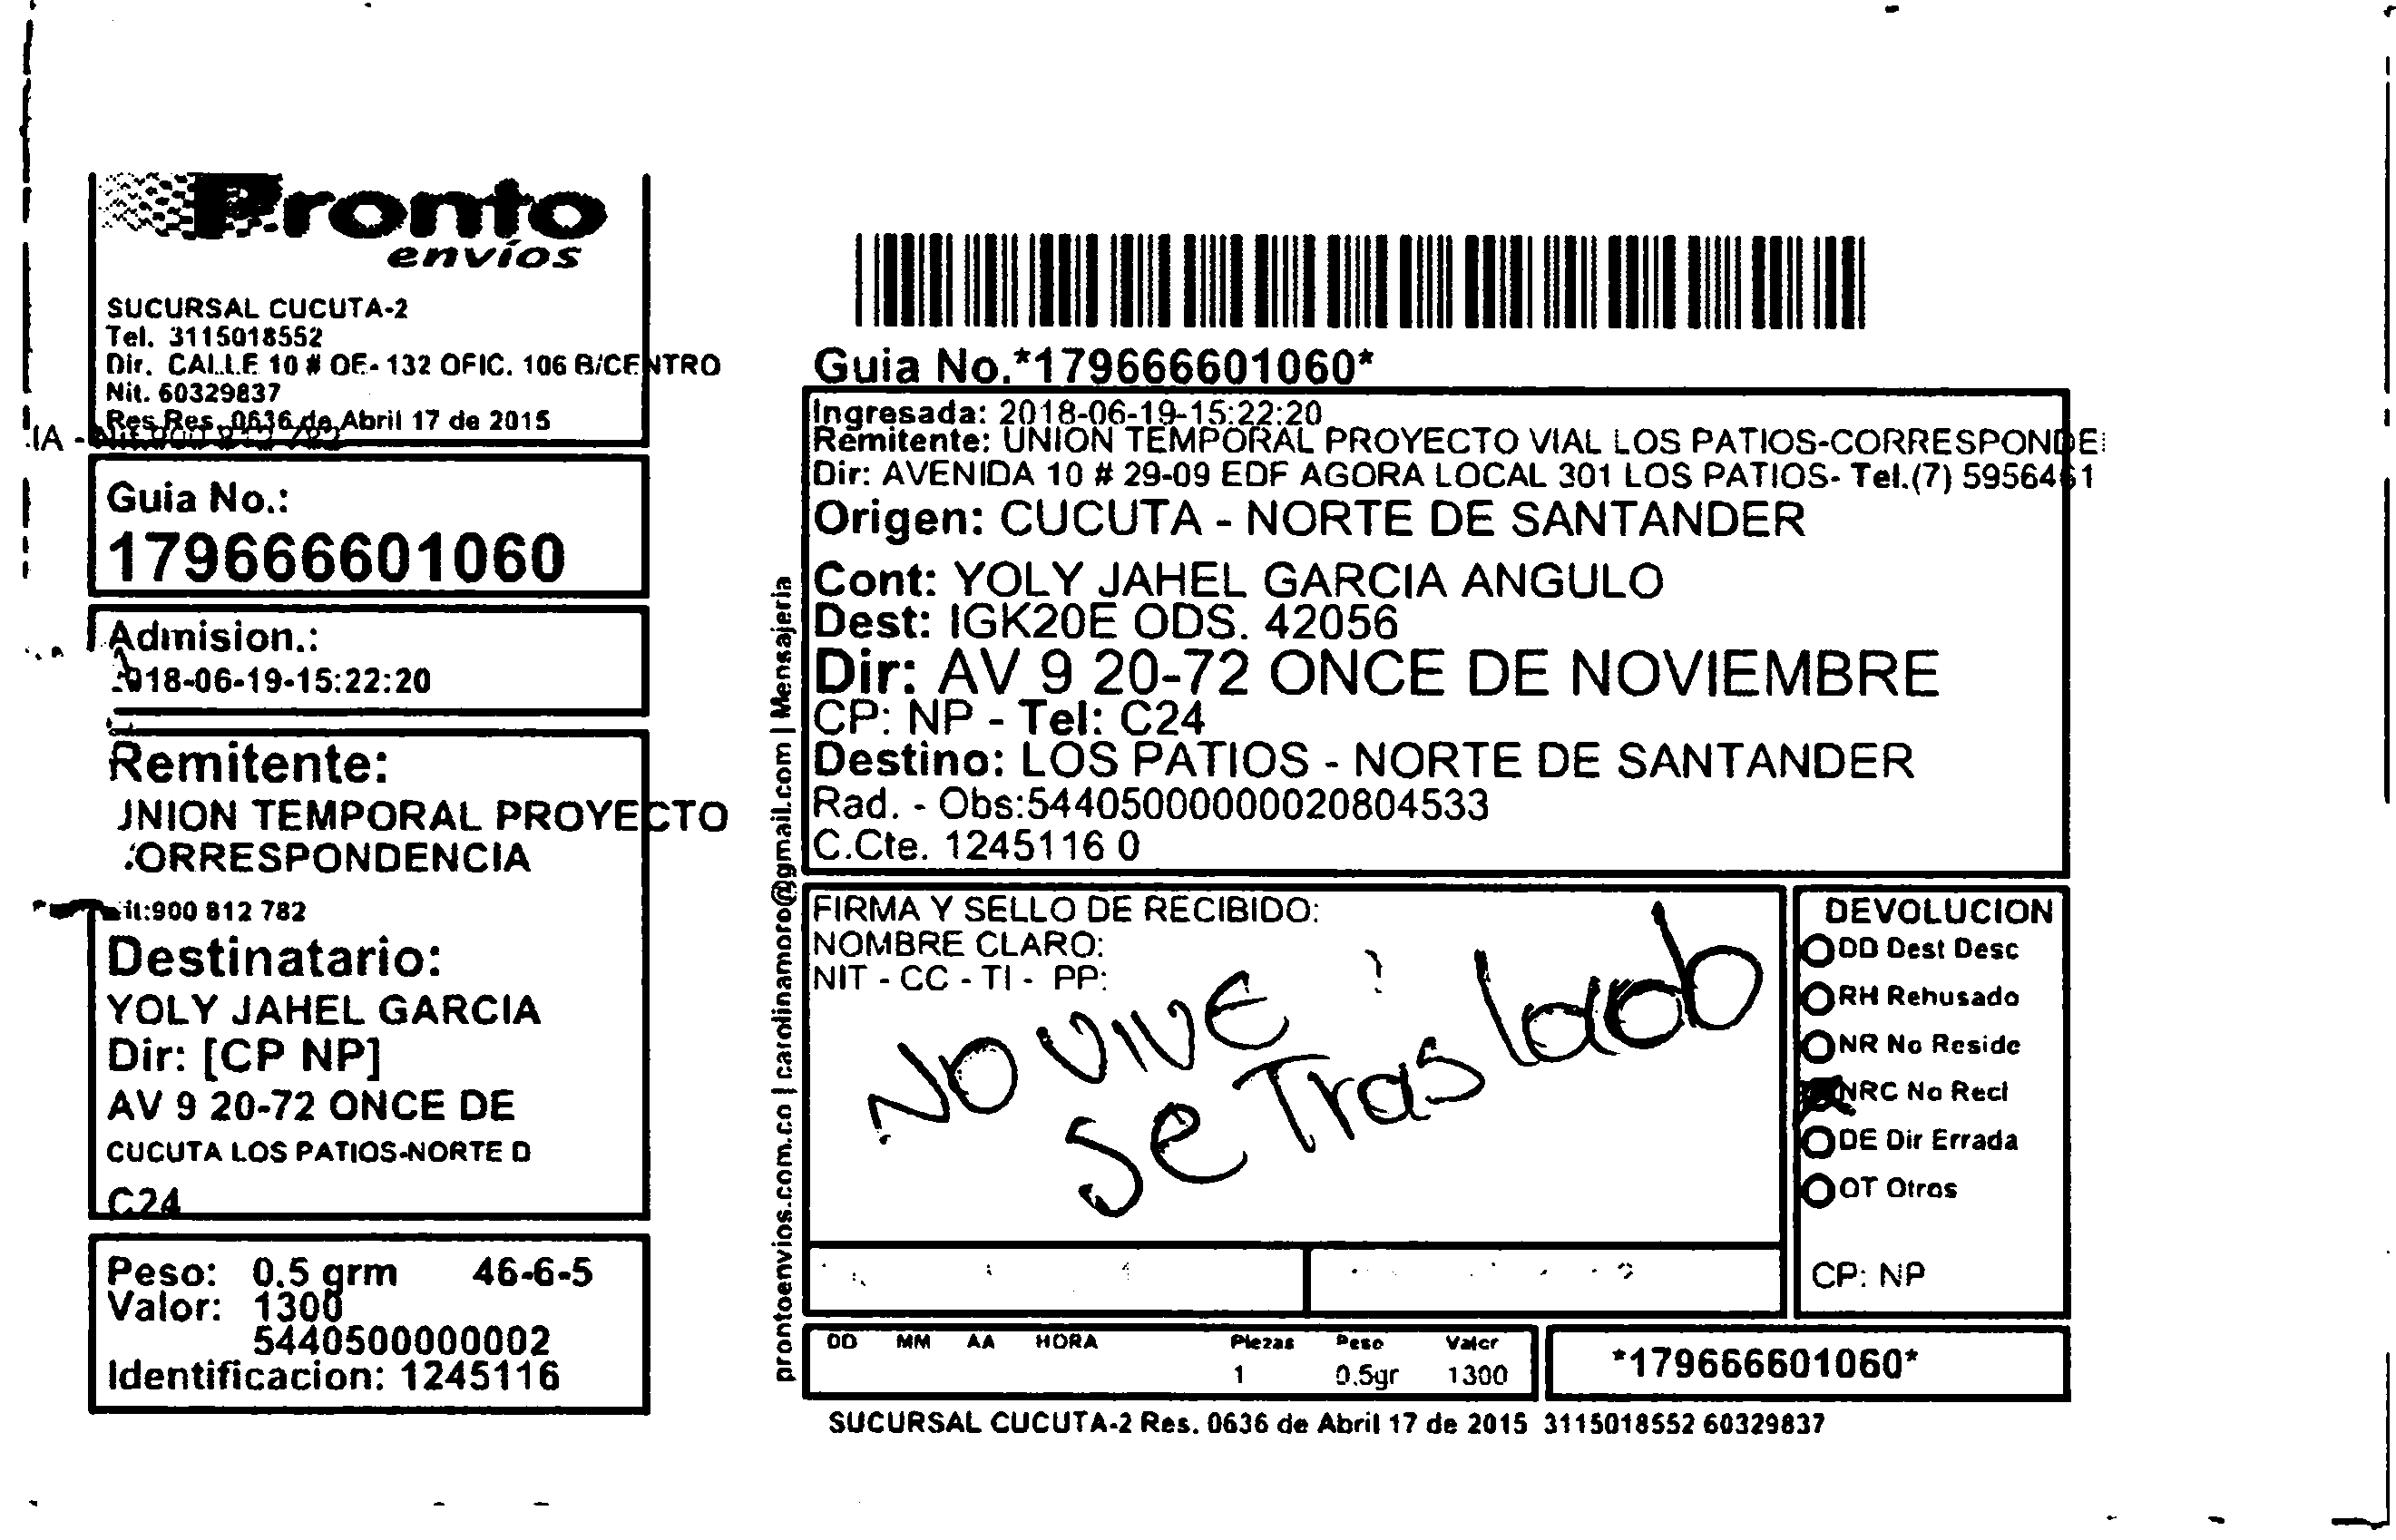 Pronto
envíos
SUCURSAL CUCUTA-2
Tel. 3115018552
Dir. CALLE 10 # OE-132 OFIC. 106 B/CENTRO
Nit. 60329837
Res Res. 0636 de Abril 17 de 2015
IA -
Guia No.:
179666601060
Admision.:
2018-06-19-15:22:20
Remitente:
UNION TEMPORAL PROYECTO
CORRESPONDENCIA
Nit:900 812 782
Destinatario:
YOLY JAHEL GARCIA
Dir: [CP NP]
AV 9 20-72 ONCE DE
CUCUTA LOS PATIOS-NORTE D
C24
Peso: 0.5 grm 46-6-5
Valor: 1300
5440500000002
Identificacion: 1245116
prontoenvios.com.co | carolinamoro@gmail.com | Mensajeria
Guia No.*179666601060*
Ingresada: 2018-06-19-15:22:20
Remitente: UNION TEMPORAL PROYECTO VIAL LOS PATIOS-CORRESPONDE
Dir: AVENIDA 10 # 29-09 EDF AGORA LOCAL 301 LOS PATIOS- Tel.(7) 5956461
Origen: CUCUTA - NORTE DE SANTANDER
Cont: YOLY JAHEL GARCIA ANGULO
Dest: IGK20E ODS. 42056
Dir: AV 9 20-72 ONCE DE NOVIEMBRE
CP: NP - Tel: C24
Destino: LOS PATIOS - NORTE DE SANTANDER
Rad. - Obs:544050000000020804533
C.Cte. 1245116 0
FIRMA Y SELLO DE RECIBIDO:
NOMBRE CLARO:
NIT - CC - TI - PP:
No VIVE
Se Traslado
DEVOLUCION
DD Dest Desc
RH Rehusado
NR No Reside
NRC No Recl
DE Dir Errada
OT Otros
CP: NP
DD MM AA HORA Piezas Peso Valor
1 0.5gr 1300
*179666601060*
SUCURSAL CUCUTA-2 Res. 0636 de Abril 17 de 2015 3115018552 60329837